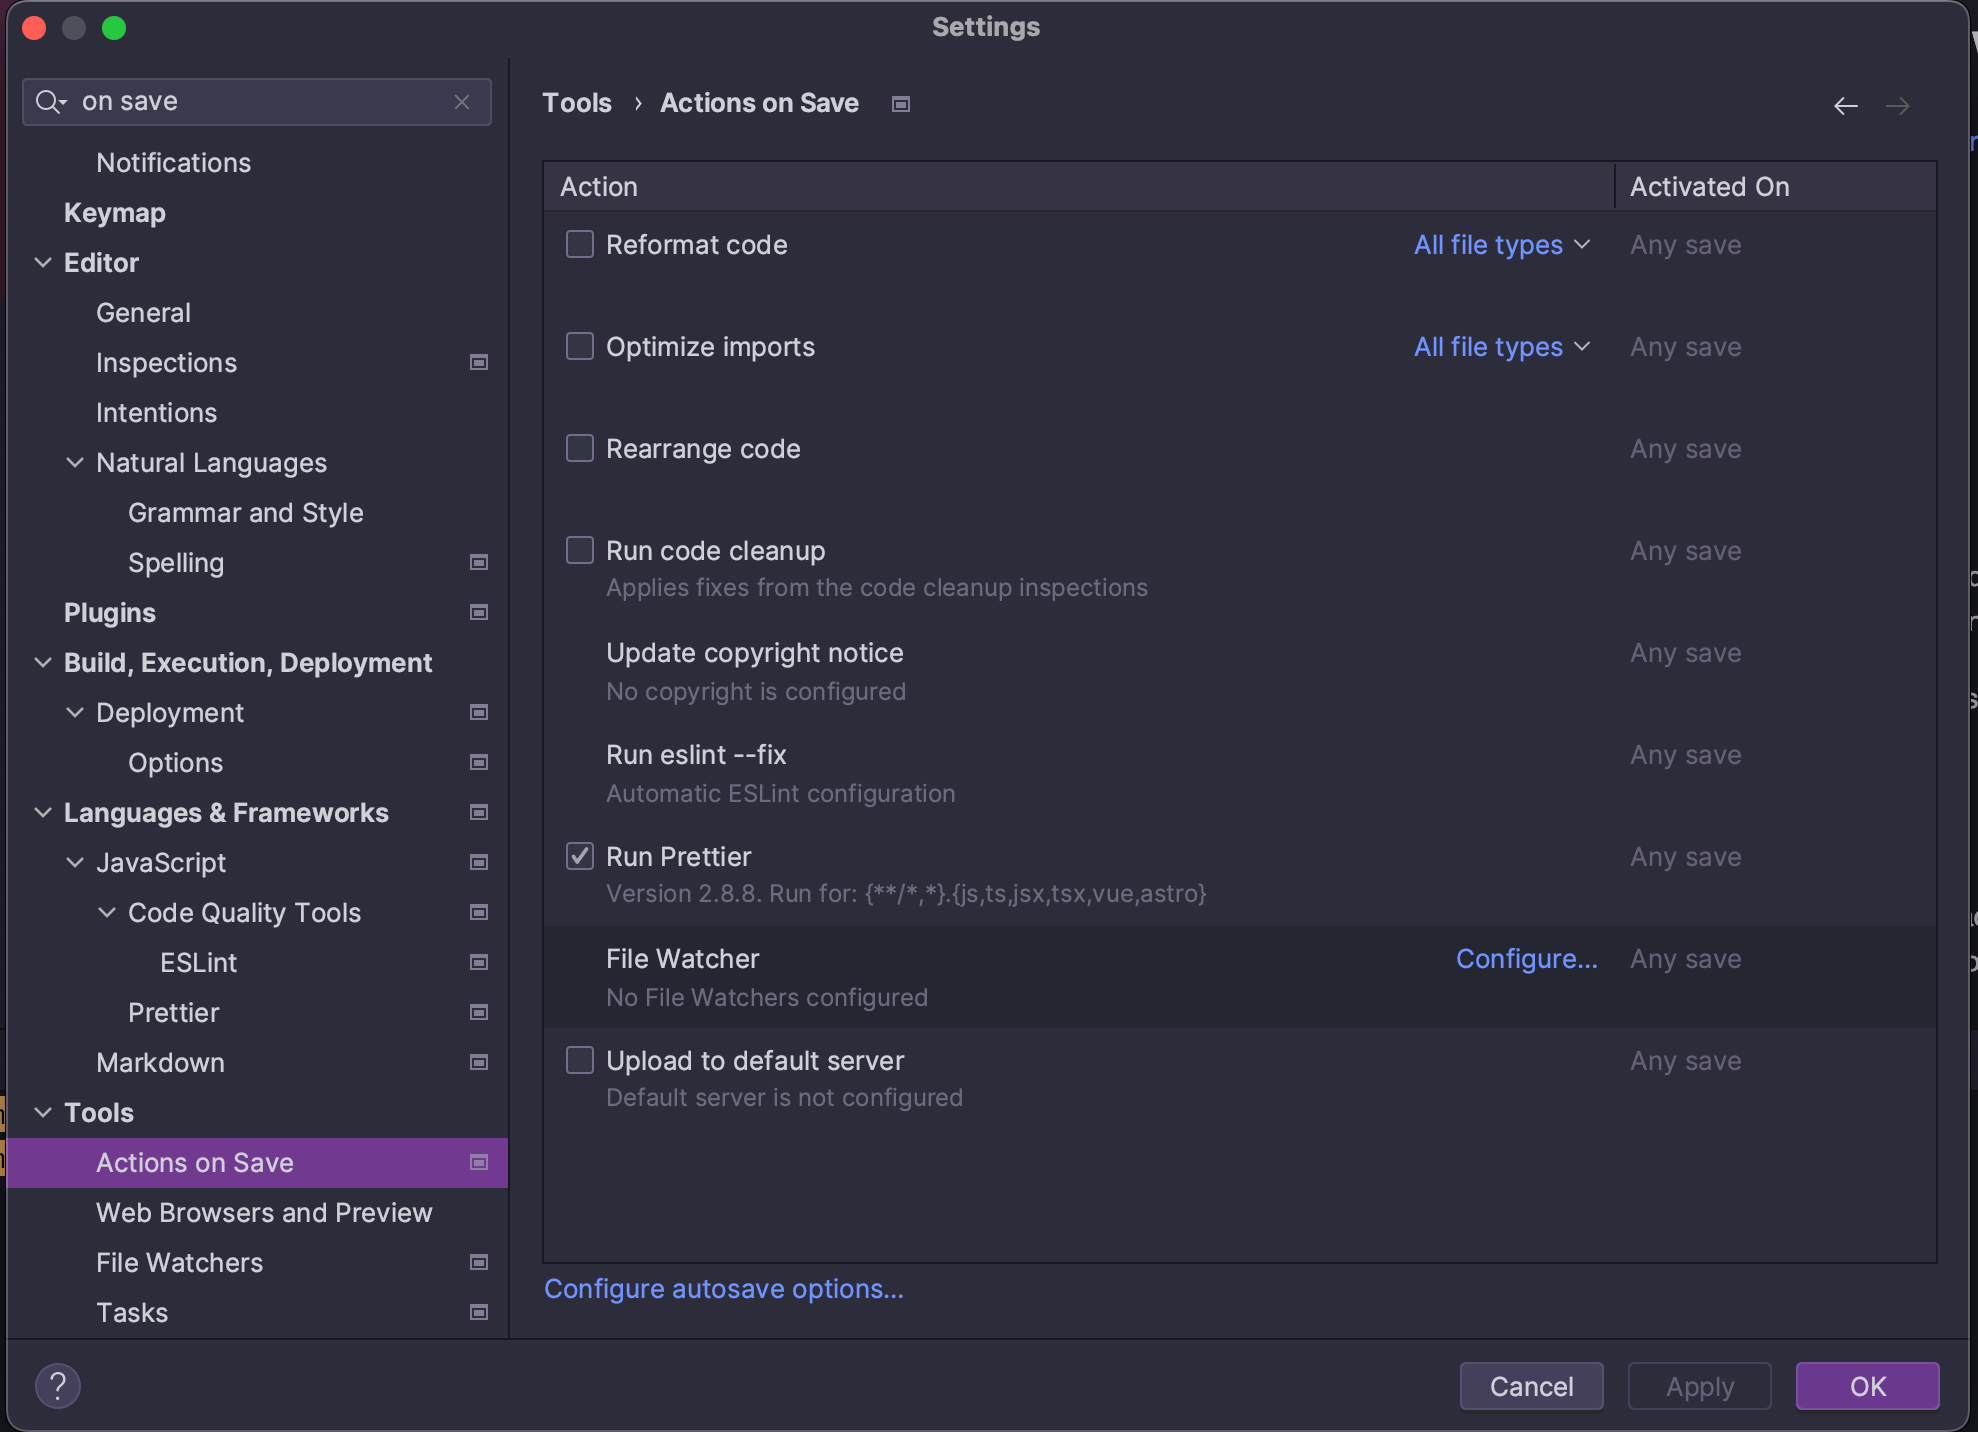 Settings
on save
Notifications
Keymap
Editor
General
Inspections
Intentions
Natural Languages
Grammar and Style
Spelling
Plugins
Build, Execution, Deployment
Deployment
Options
Languages & Frameworks
JavaScript
Code Quality Tools
ESLint
Prettier
Markdown
Tools
Actions on Save
Web Browsers and Preview
File Watchers
Tasks
Tools › Actions on Save
Action Activated On
Reformat code All file types Any save
Optimize imports All file types Any save
Rearrange code Any save
Run code cleanup Any save
Applies fixes from the code cleanup inspections
Update copyright notice Any save
No copyright is configured
Run eslint --fix Any save
Automatic ESLint configuration
Run Prettier Any save
Version 2.8.8. Run for: {**/*,*}.{js,ts,jsx,tsx,vue,astro}
File Watcher Configure... Any save
No File Watchers configured
Upload to default server Any save
Default server is not configured
Configure autosave options...
? Cancel Apply OK